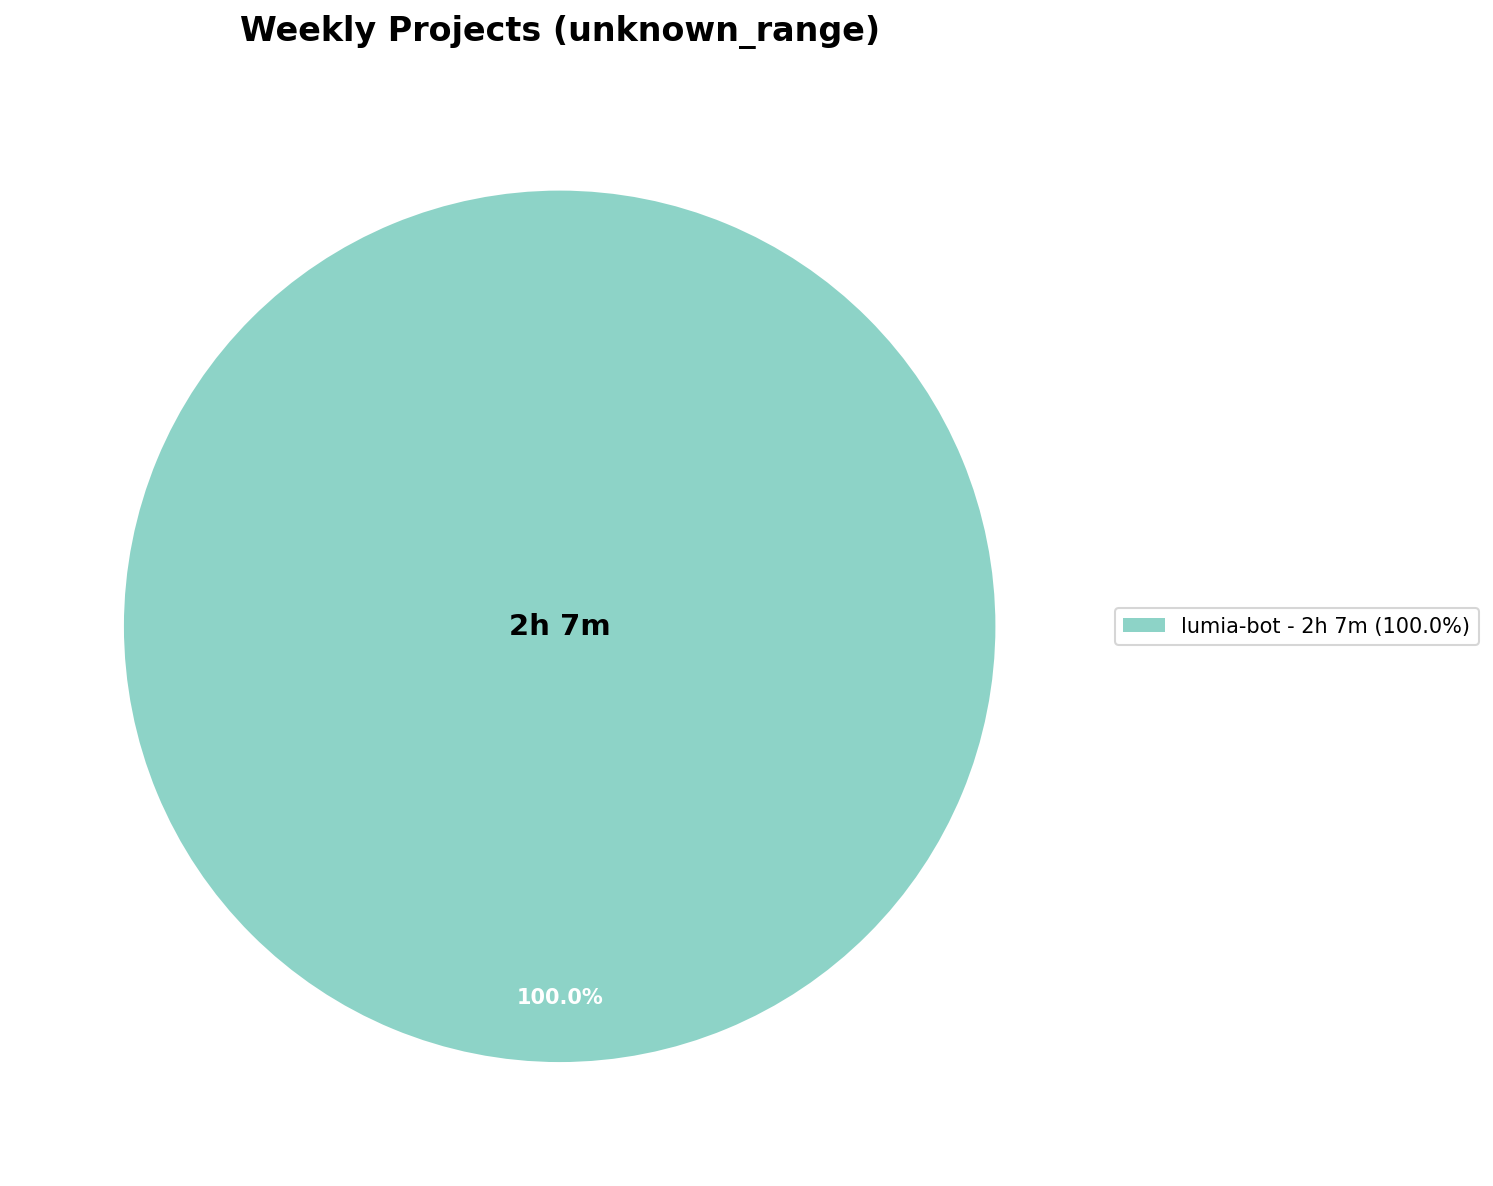 Weekly Projects (unknown_range)
2h 7m
lumia-bot - 2h 7m (100.0%)
100.0%